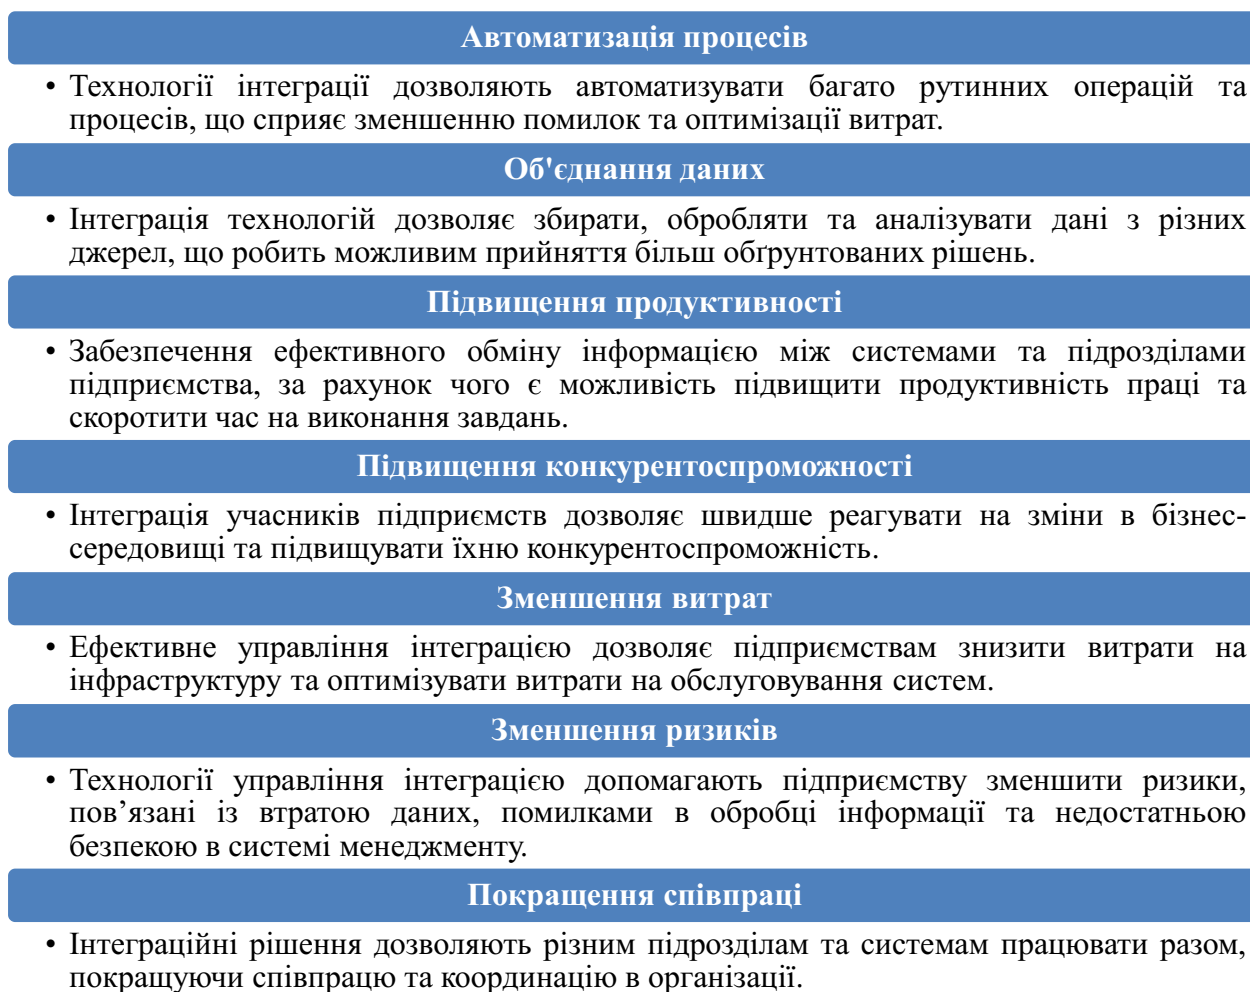 Автоматизація процесів
• Технології інтеграції дозволяють автоматизувати багато рутинних операцій та
процесів, що сприяє зменшенню помилок та оптимізації витрат.
Об'єднання даних
• Інтеграція технологій дозволяє збирати, обробляти та аналізувати дані з різних
джерел, що робить можливим прийняття більш обґрунтованих рішень.
Підвищення продуктивності
• Забезпечення ефективного обміну інформацією між системами та підрозділами
підприємства, за рахунок чого є можливість підвищити продуктивність праці та
скоротити час на виконання завдань.
Підвищення конкурентоспроможності
• Інтеграція учасників підприємств дозволяє швидше реагувати на зміни в бізнес-
середовищі та підвищувати їхню конкурентоспроможність.
Зменшення витрат
• Ефективне управління інтеграцією дозволяє підприємствам знизити витрати на
інфраструктуру та оптимізувати витрати на обслуговування систем.
Зменшення ризиків
• Технології управління інтеграцією допомагають підприємству зменшити ризики,
пов’язані із втратою даних, помилками в обробці інформації та недостатньою
безпекою в системі менеджменту.
Покращення співпраці
• Інтеграційні рішення дозволяють різним підрозділам та системам працювати разом,
покращуючи співпрацю та координацію в організації.